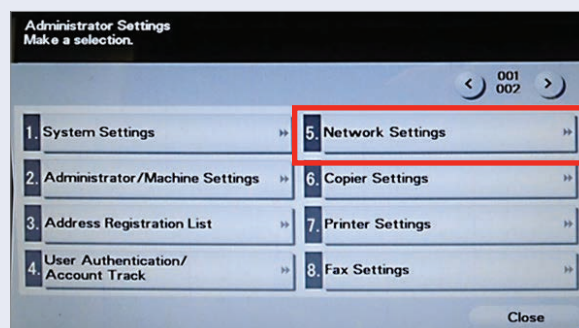 Administrator Settings
Make a selection.
001
002
1. System Settings
2. Administrator/Machine Settings
3. Address Registration List
4. User Authentication/
Account Track
5. Network Settings
6. Copier Settings
7. Printer Settings
8. Fax Settings
Close